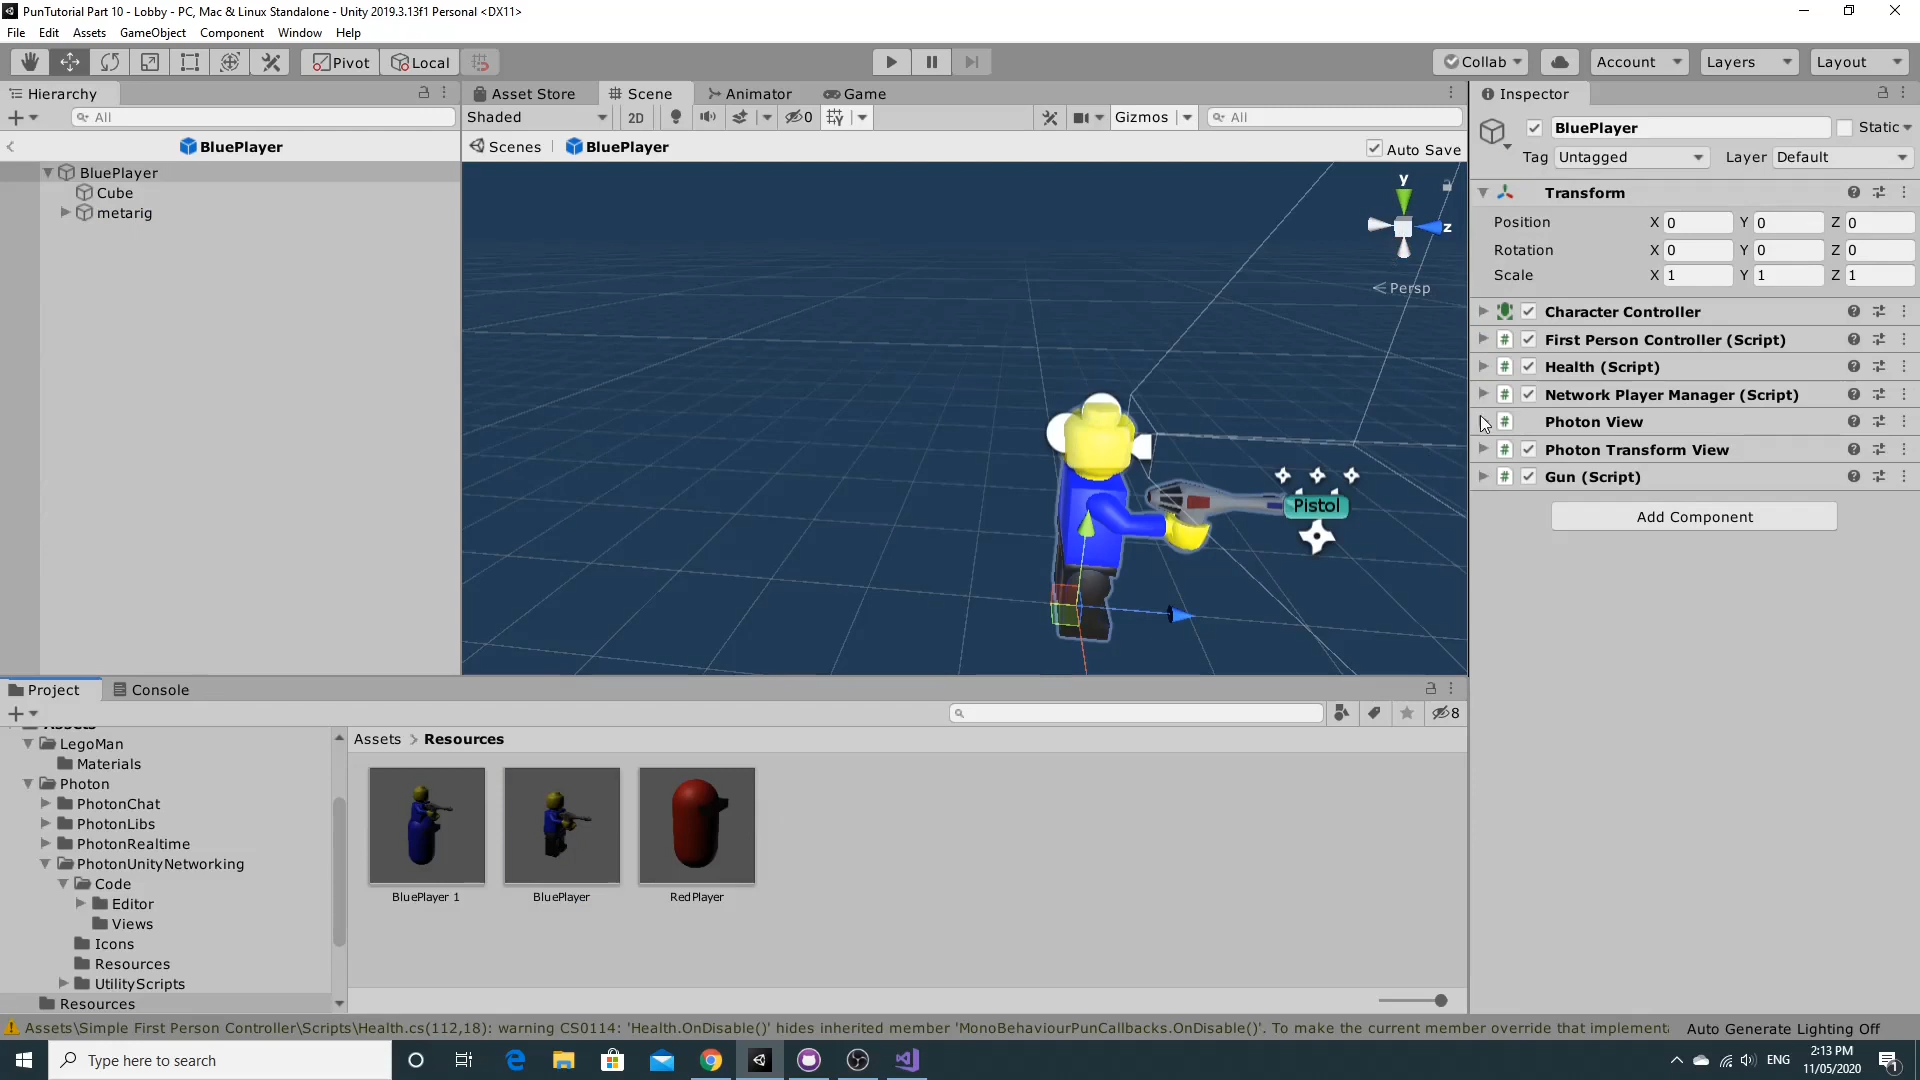 PunTutorial Part 10 - Lobby - PC, Mac & Linux Standalone - Unity 2019.3.13f1 Personal <DX11>
File Edit Assets GameObject Component Window Help
Pivot Local Collab Account Layers Layout
Hierarchy
All
BluePlayer
BluePlayer
Cube
metarig
Asset Store Scene Animator Game
Shaded 2D 0 Gizmos All
Scenes BluePlayer Auto Save
y
z
Persp
Pistol
Inspector
BluePlayer Static
Tag Untagged Layer Default
Transform
Position X 0 Y 0 Z 0
Rotation X 0 Y 0 Z 0
Scale X 1 Y 1 Z 1
Character Controller
First Person Controller (Script)
Health (Script)
Network Player Manager (Script)
Photon View
Photon Transform View
Gun (Script)
Add Component
Project Console
8
Assets
LegoMan
Materials
Photon
PhotonChat
PhotonLibs
PhotonRealtime
PhotonUnityNetworking
Code
Editor
Views
Icons
Resources
UtilityScripts
Resources
Assets > Resources
BluePlayer 1 BluePlayer RedPlayer
Assets\Simple First Person Controller\Scripts\Health.cs(112,18): warning CS0114: 'Health.OnDisable()' hides inherited member 'MonoBehaviourPunCallbacks.OnDisable()'. To make the current member override that implementa
Auto Generate Lighting Off
Type here to search
ENG
2:13 PM
11/05/2020
1